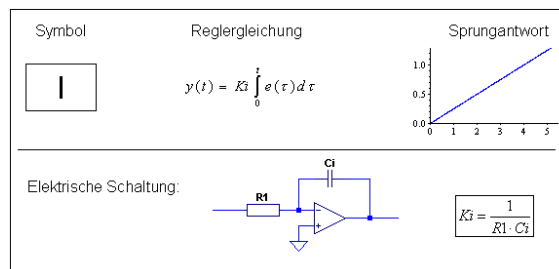 Symbol Reglergleichung Sprungantwort
I
y(t) = Ki ∫₀ᵗ e(τ)dτ
1.0
0.5
0.0
0 1 2 3 4 5
Elektrische Schaltung:
Ci
R1
−
+
Ki = 1 / (R1·Ci)